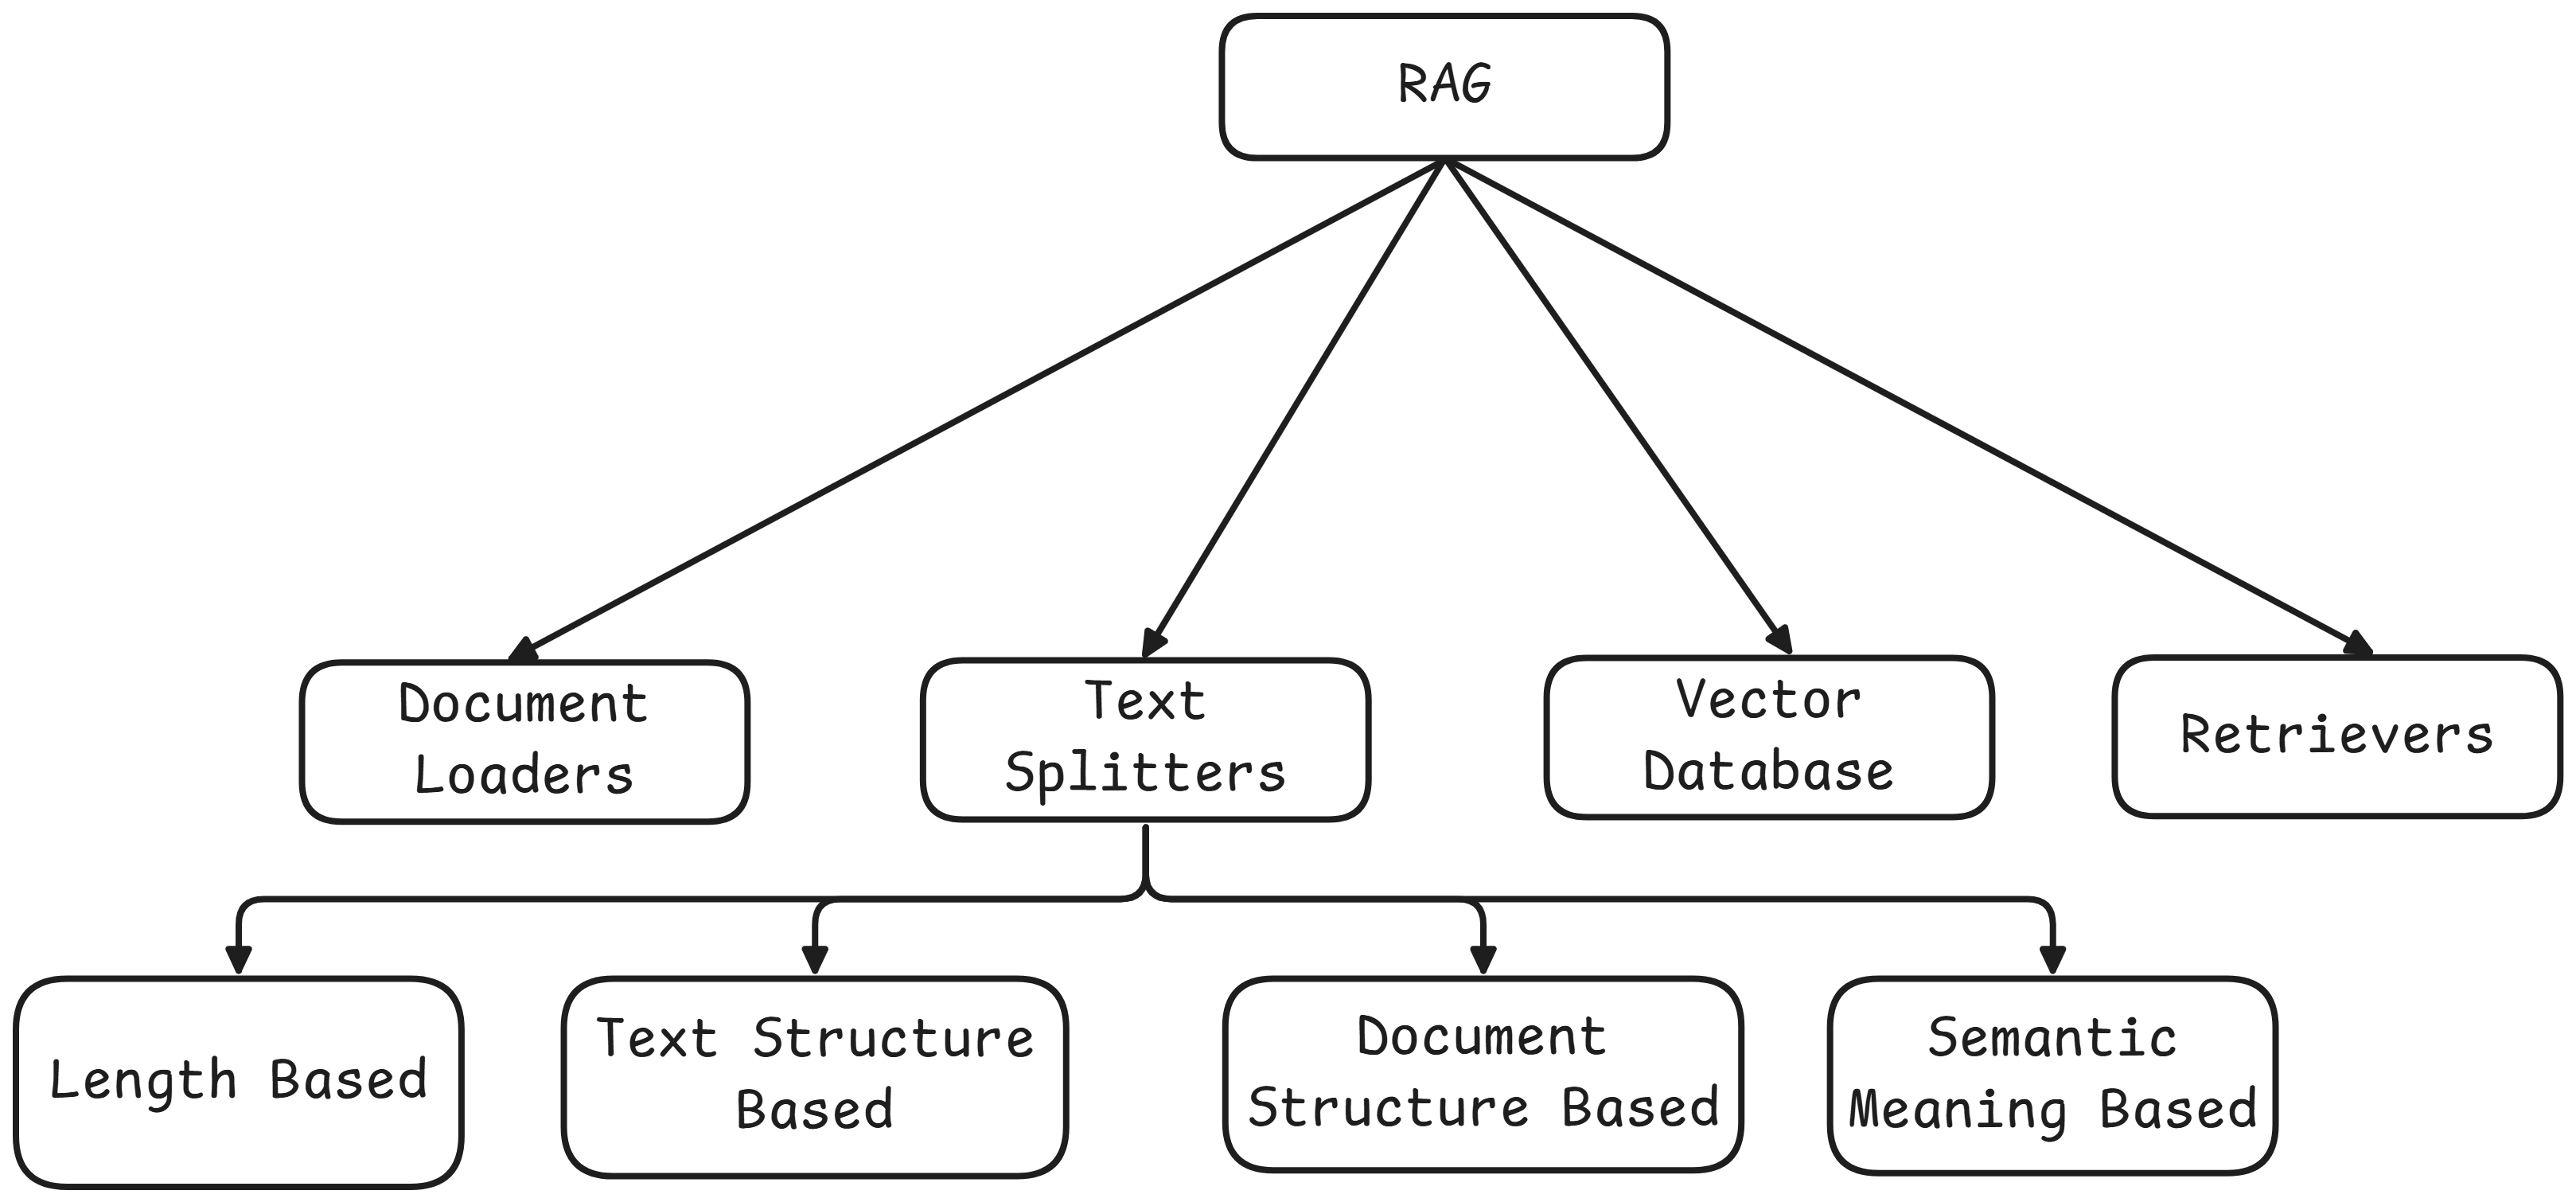 RAG
Document
Loaders
Text
Splitters
Vector
Database
Retrievers
Length Based
Text Structure
Based
Document
Structure Based
Semantic
Meaning Based